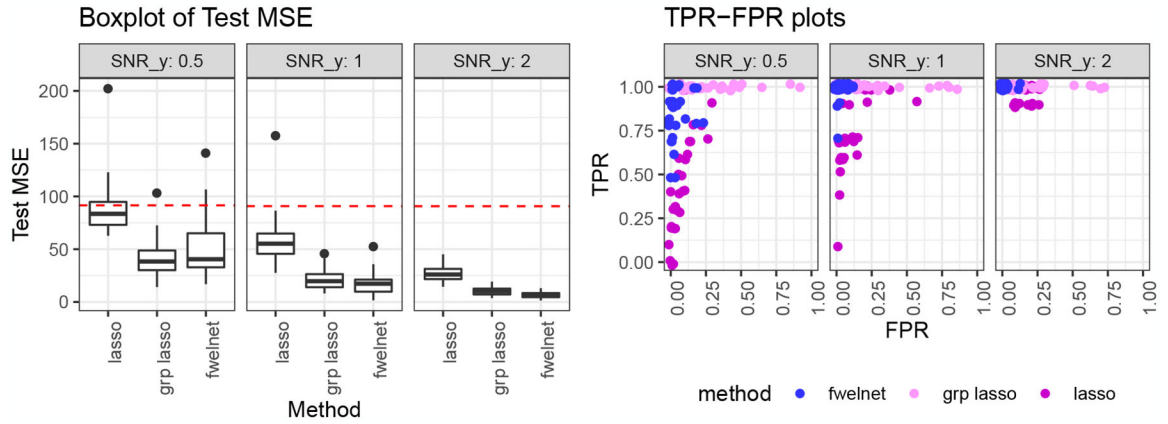 Boxplot of Test MSE
SNR_y: 0.5 SNR_y: 1 SNR_y: 2
200
150
100
50
0
Test MSE
lasso grp lasso fwelnet lasso grp lasso fwelnet lasso grp lasso fwelnet
Method
TPR−FPR plots
SNR_y: 0.5 SNR_y: 1 SNR_y: 2
1.00
0.75
0.50
0.25
0.00
TPR
0.00 0.25 0.50 0.75 1.00 0.00 0.25 0.50 0.75 1.00 0.00 0.25 0.50 0.75 1.00
FPR
method fwelnet grp lasso lasso